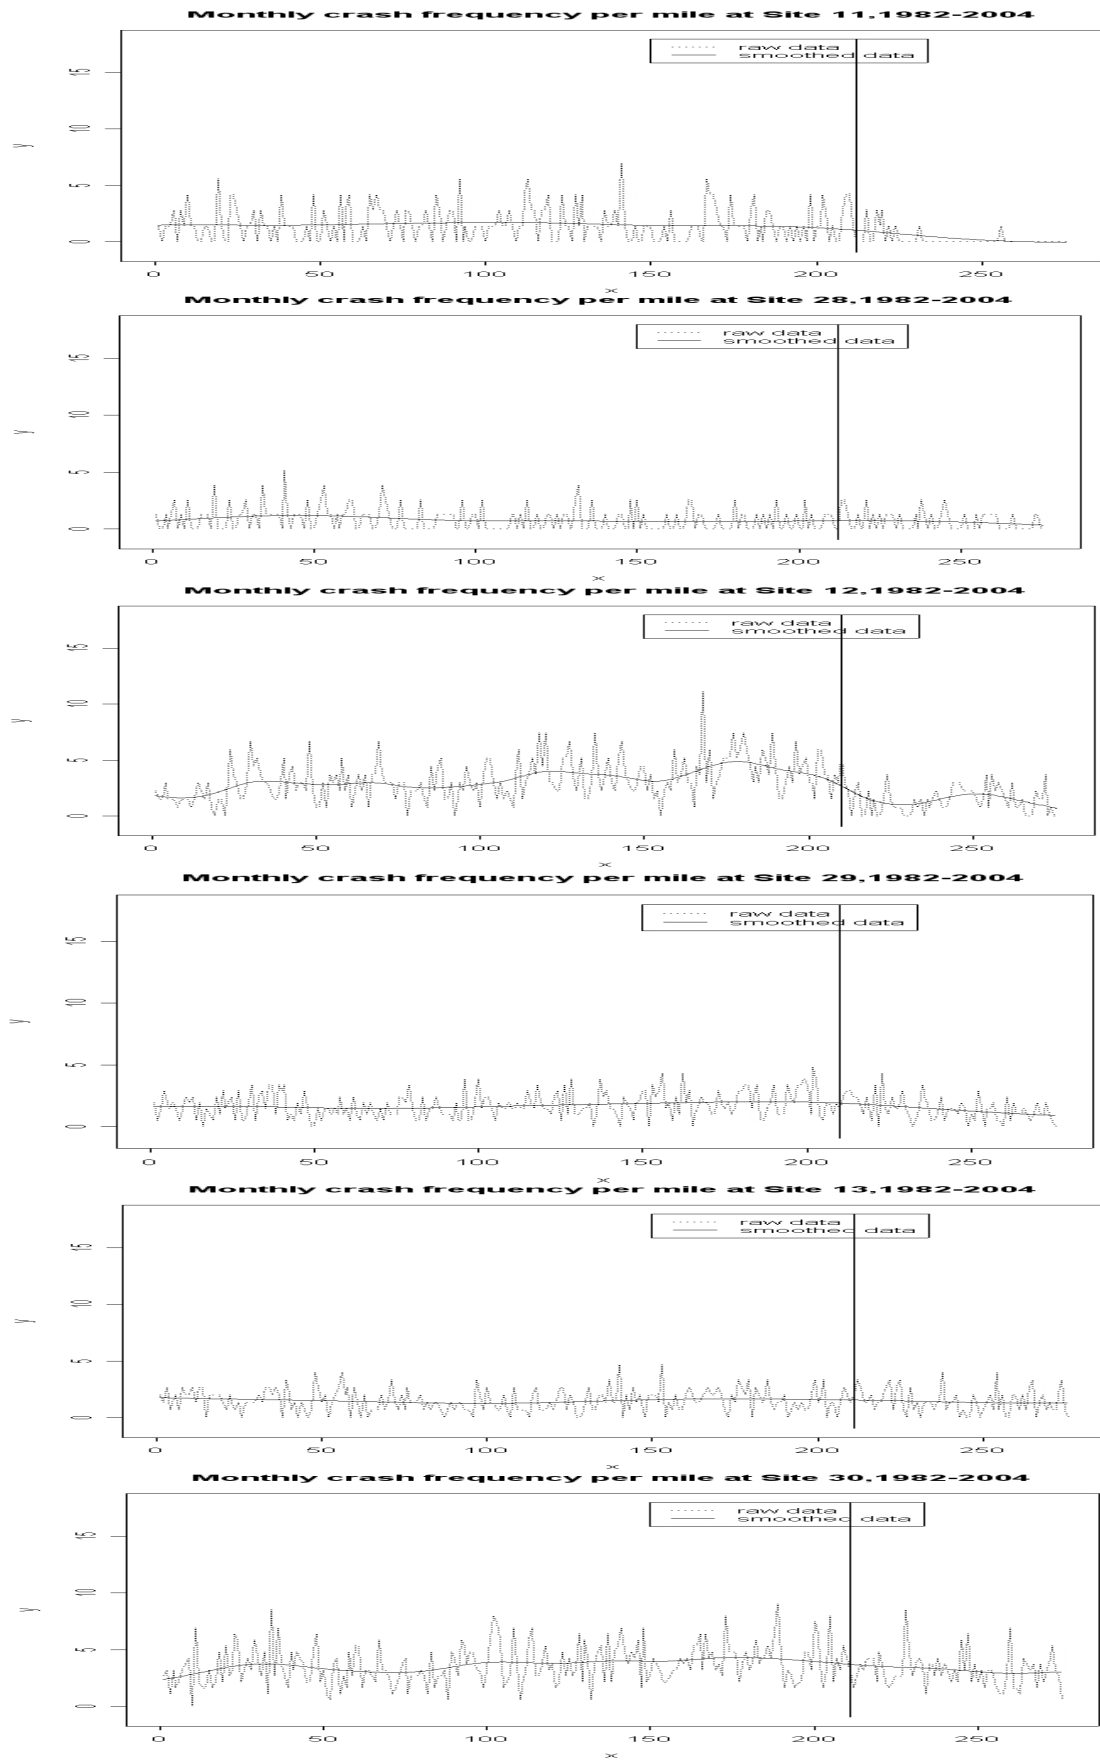 Monthly crash frequency per mile at Site 11,1982-2004
raw data
smoothed data
15
10
5
0
y
0 50 100 150 200 250
x
Monthly crash frequency per mile at Site 28,1982-2004
raw data
smoothed data
15
10
5
0
y
0 50 100 150 200 250
x
Monthly crash frequency per mile at Site 12,1982-2004
raw data
smoothed data
15
10
5
0
y
0 50 100 150 200 250
x
Monthly crash frequency per mile at Site 29,1982-2004
raw data
smoothed data
15
10
5
0
y
0 50 100 150 200 250
x
Monthly crash frequency per mile at Site 13,1982-2004
raw data
smoothed data
15
10
5
0
y
0 50 100 150 200 250
x
Monthly crash frequency per mile at Site 30,1982-2004
raw data
smoothed data
15
10
5
0
y
0 50 100 150 200 250
x